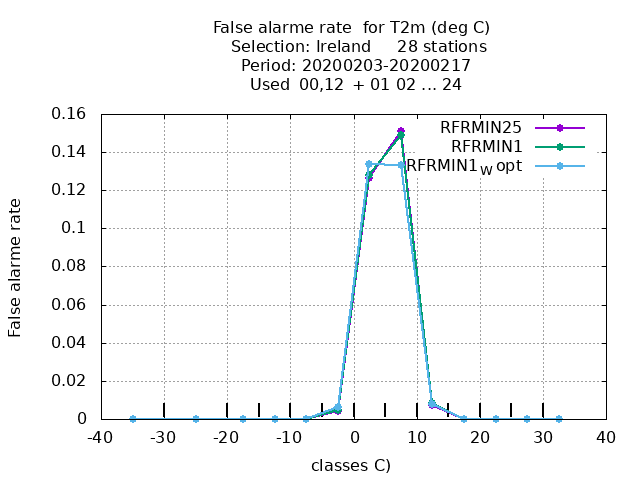 False alarme rate  for T2m (deg C)
Selection: Ireland     28 stations
Period: 20200203-20200217
Used  00,12  + 01 02 ... 24
0.16
0.14
0.12
0.1
0.08
0.06
0.04
0.02
0
False alarme rate
RFRMIN25
RFRMIN1
RFRMIN1w opt
-40 -30 -20 -10 0 10 20 30 40
classes C)